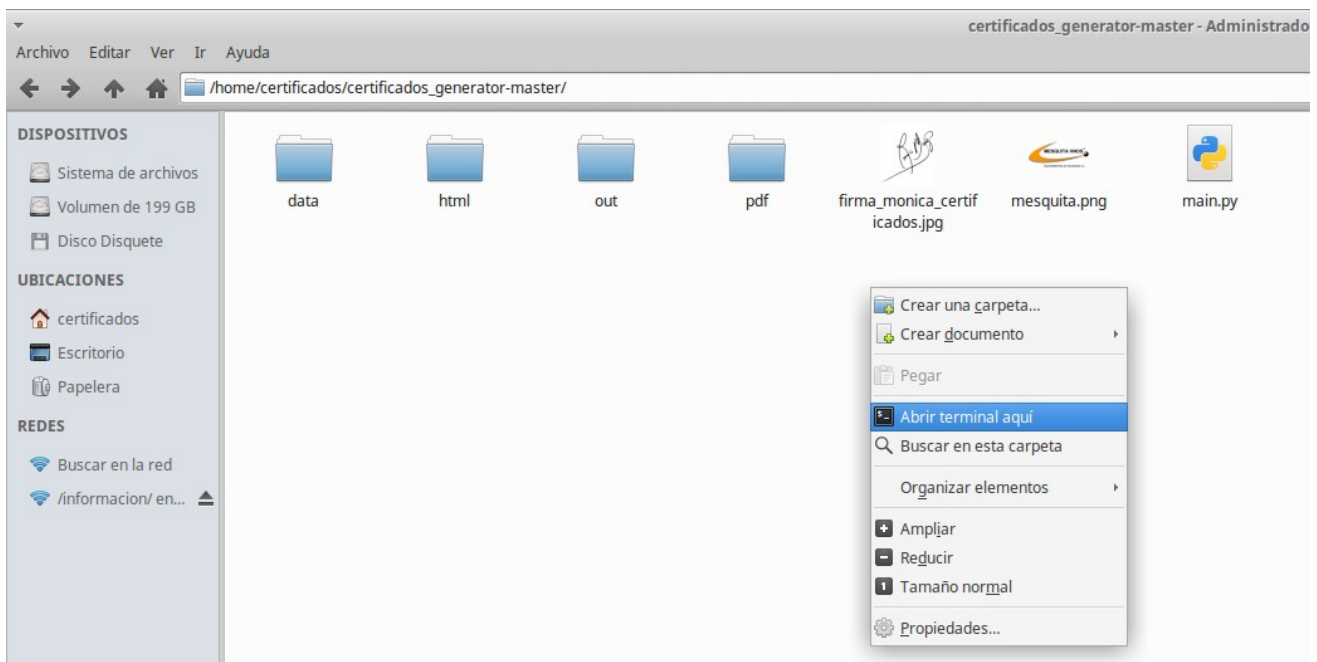 certificados_generator-master - Administrado
Archivo Editar Ver Ir Ayuda
/home/certificados/certificados_generator-master/
DISPOSITIVOS
Sistema de archivos
Volumen de 199 GB
Disco Disquete
UBICACIONES
certificados
Escritorio
Papelera
REDES
Buscar en la red
/informacion/ en...
data
html
out
pdf
firma_monica_certif
icados.jpg
MESQUITA HNOS
mesquita.png
main.py
Crear una carpeta...
Crear documento
Pegar
Abrir terminal aquí
Buscar en esta carpeta
Organizar elementos
Ampliar
Reducir
Tamaño normal
Propiedades...